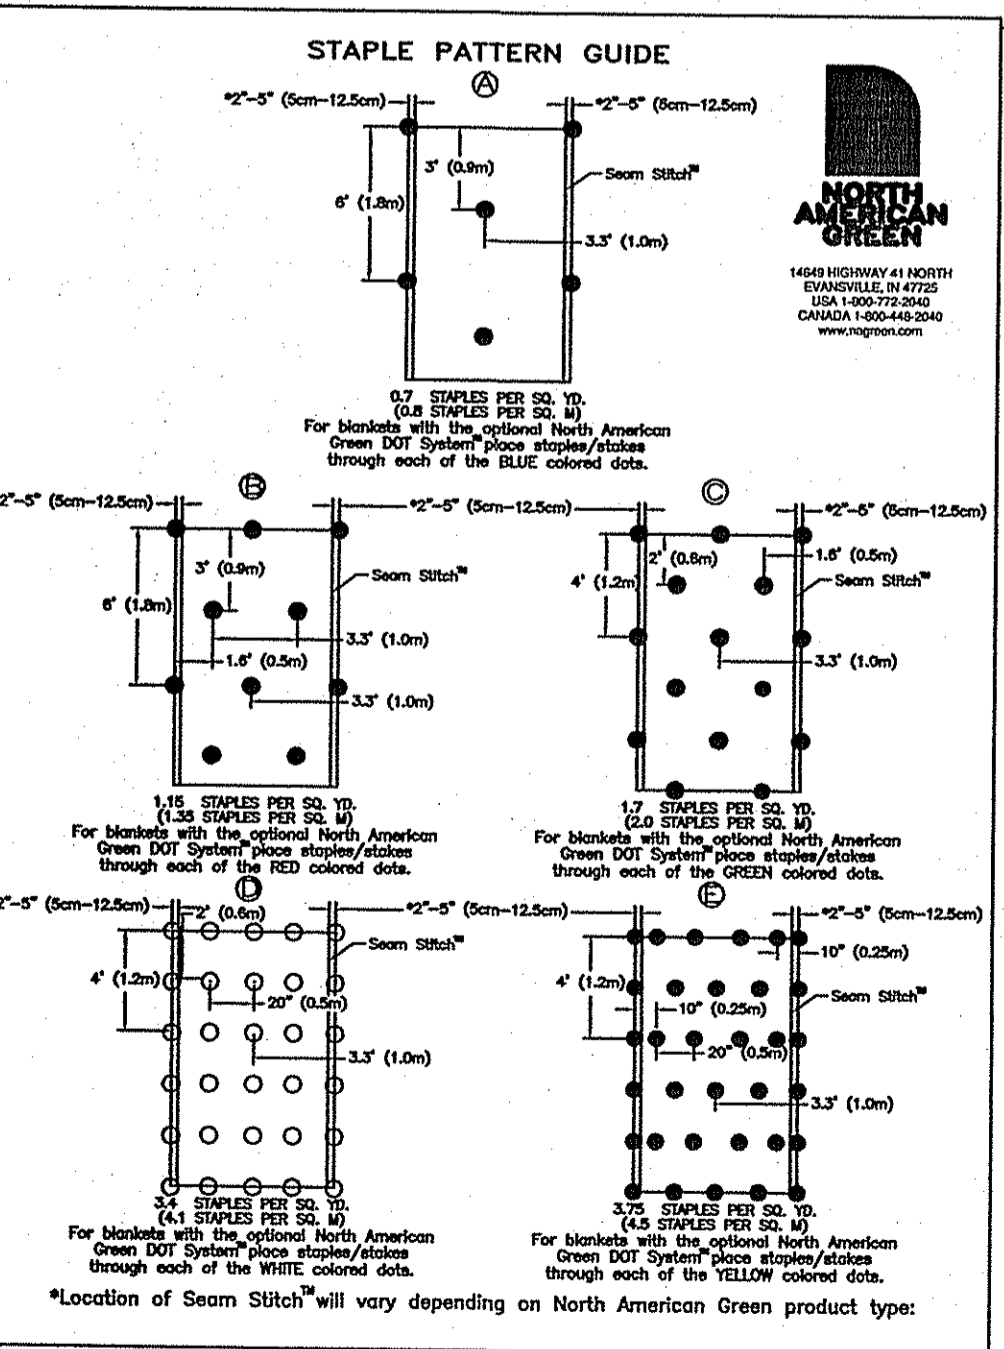 STAPLE PATTERN GUIDE
A
*2"-5" (5cm-12.5cm)
*2"-5" (5cm-12.5cm)
3' (0.9m)
Seam Stitch™
6' (1.8m)
3.3' (1.0m)
NORTH
AMERICAN
GREEN
14649 HIGHWAY 41 NORTH
EVANSVILLE, IN 47725
USA 1-800-772-2040
CANADA 1-800-448-2040
www.nagreen.com
0.7 STAPLES PER SQ. YD.
(0.8 STAPLES PER SQ. M)
For blankets with the optional North American
Green DOT System™ place staples/stakes
through each of the BLUE colored dots.
B
2"-5" (5cm-12.5cm)
*2"-5" (5cm-12.5cm)
3' (0.9m)
Seam Stitch™
6' (1.8m)
3.3' (1.0m)
1.6' (0.5m)
3.3' (1.0m)
1.15 STAPLES PER SQ. YD.
(1.35 STAPLES PER SQ. M)
For blankets with the optional North American
Green DOT System™ place staples/stakes
through each of the RED colored dots.
C
*2"-5" (5cm-12.5cm)
2' (0.6m)
1.6' (0.5m)
4' (1.2m)
Seam Stitch™
3.3' (1.0m)
1.7 STAPLES PER SQ. YD.
(2.0 STAPLES PER SQ. M)
For blankets with the optional North American
Green DOT System™ place staples/stakes
through each of the GREEN colored dots.
D
2"-5" (5cm-12.5cm)
2' (0.6m)
*2"-5" (5cm-12.5cm)
Seam Stitch™
4' (1.2m)
20" (0.5m)
3.3' (1.0m)
3.4 STAPLES PER SQ. YD.
(4.1 STAPLES PER SQ. M)
For blankets with the optional North American
Green DOT System™ place staples/stakes
through each of the WHITE colored dots.
E
*2"-5" (5cm-12.5cm)
10" (0.25m)
4' (1.2m)
Seam Stitch™
10" (0.25m)
20" (0.5m)
3.3' (1.0m)
3.75 STAPLES PER SQ. YD.
(4.5 STAPLES PER SQ. M)
For blankets with the optional North American
Green DOT System™ place staples/stakes
through each of the YELLOW colored dots.
*Location of Seam Stitch™ will vary depending on North American Green product type: